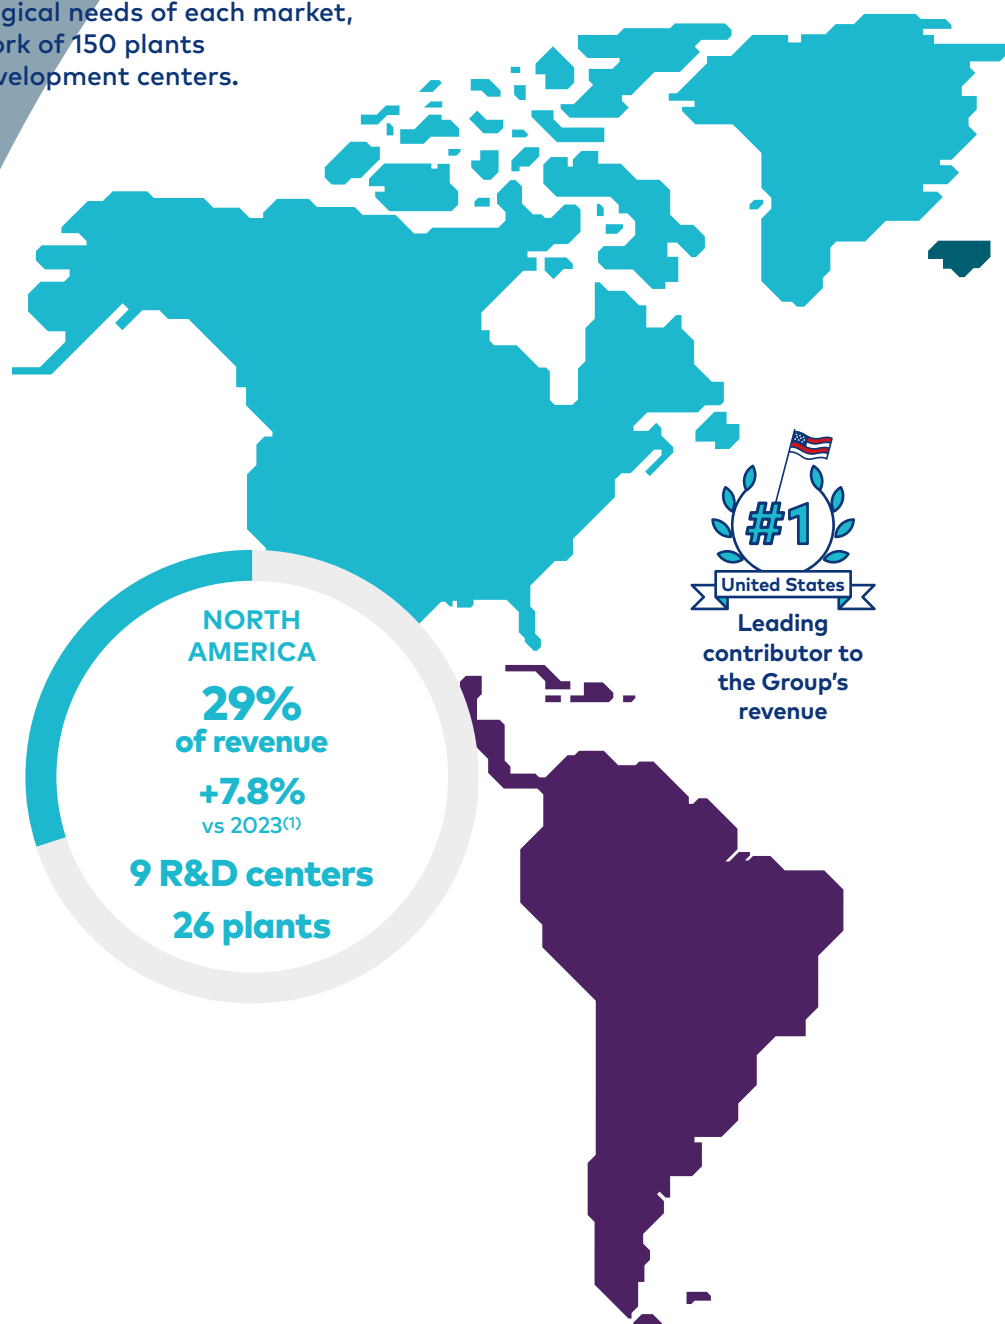 gical needs of each market,
ork of 150 plants
velopment centers.
#1
United States
Leading
contributor to
the Group's
revenue
NORTH
AMERICA
29%
of revenue
+7.8%
vs 2023(1)
9 R&D centers
26 plants